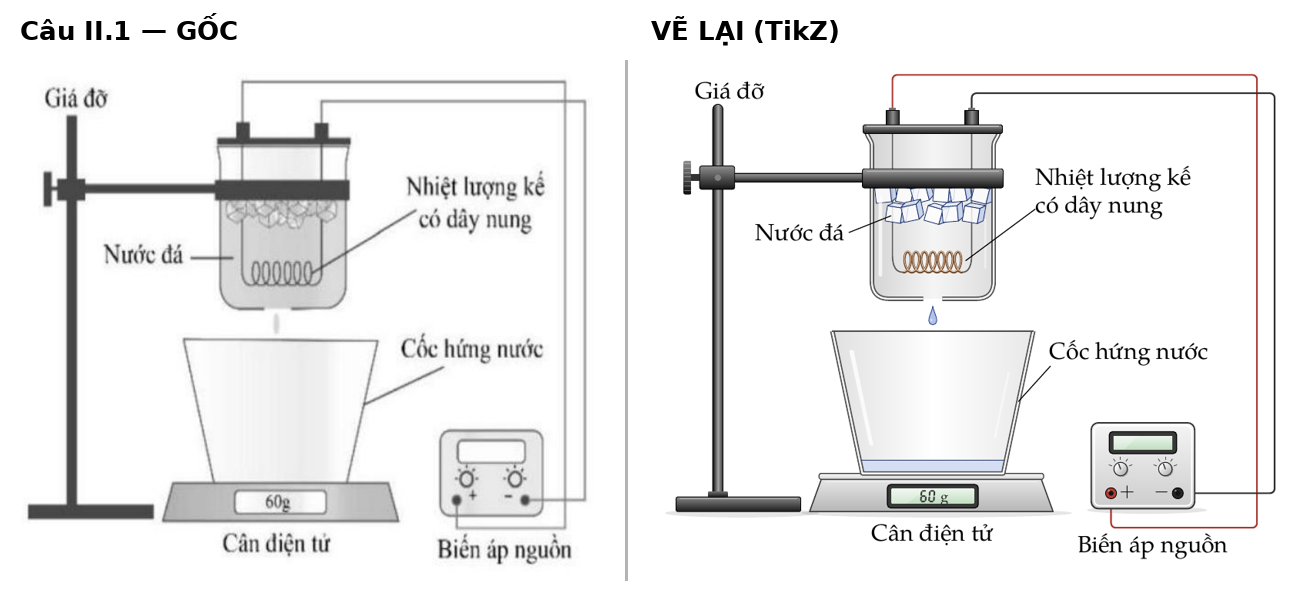 Câu II.1 — GỐC
Giá đỡ
Nhiệt lượng kế
có dây nung
Nước đá
Cốc hứng nước
+ −
60g
Cân điện tử
Biến áp nguồn
VẼ LẠI (TikZ)
Giá đỡ
Nhiệt lượng kế
có dây nung
Nước đá
Cốc hứng nước
+ −
60 g
Cân điện tử
Biến áp nguồn